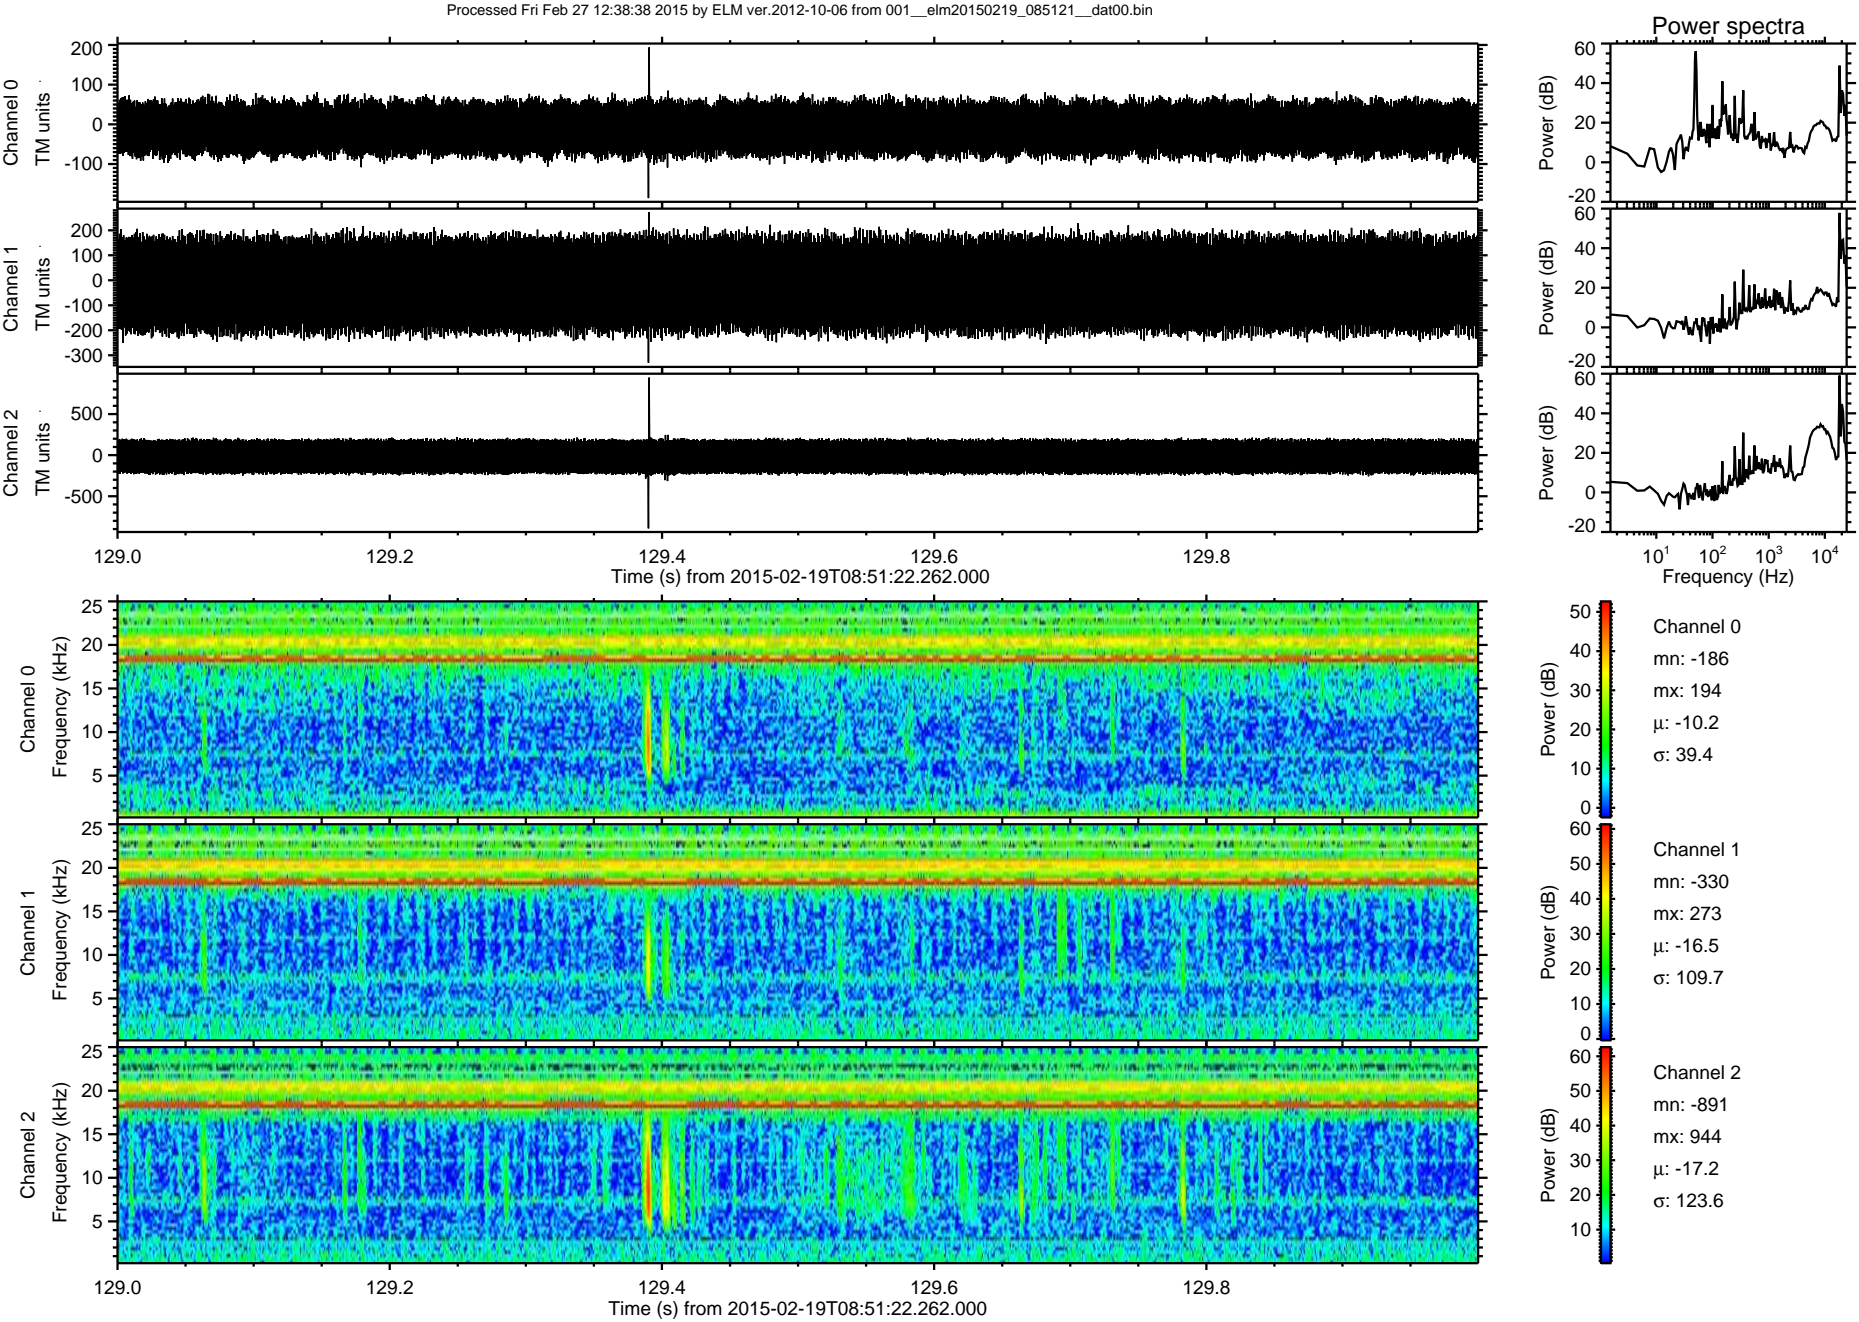 Processed Fri Feb 27 12:38:38 2015 by ELM ver.2012-10-06 from 001__elm20150219_085121__dat00.bin
Power spectra
Channel 0
TM units
200
100
0
-100
Power (dB)
60
40
20
0
-20
Channel 1
TM units
200
100
0
-100
-200
-300
Power (dB)
60
40
20
0
-20
Channel 2
TM units
500
0
-500
Power (dB)
60
40
20
0
-20
129.0 129.2 129.4 129.6 129.8
Time (s) from 2015-02-19T08:51:22.262.000
10¹ 10² 10³ 10⁴
Frequency (Hz)
Channel 0
Frequency (kHz)
25
20
15
10
5
Power (dB)
50
40
30
20
10
0
Channel 0
mn: -186
mx: 194
μ: -10.2
σ: 39.4
Channel 1
Frequency (kHz)
25
20
15
10
5
Power (dB)
60
50
40
30
20
10
0
Channel 1
mn: -330
mx: 273
μ: -16.5
σ: 109.7
Channel 2
Frequency (kHz)
25
20
15
10
5
Power (dB)
60
50
40
30
20
10
Channel 2
mn: -891
mx: 944
μ: -17.2
σ: 123.6
129.0 129.2 129.4 129.6 129.8
Time (s) from 2015-02-19T08:51:22.262.000